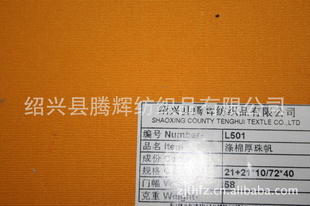 绍兴县腾辉纺织品有限公司
绍兴县腾辉纺织品有限公司
SHAOXING COUNTY TENGHUI TEXTILE CO.,LTD
编号 Number: L501
品名 Item 涤棉厚珠帆
成份 Co
规格 21+21*10/72*40
门幅 W 58
克重 Weight